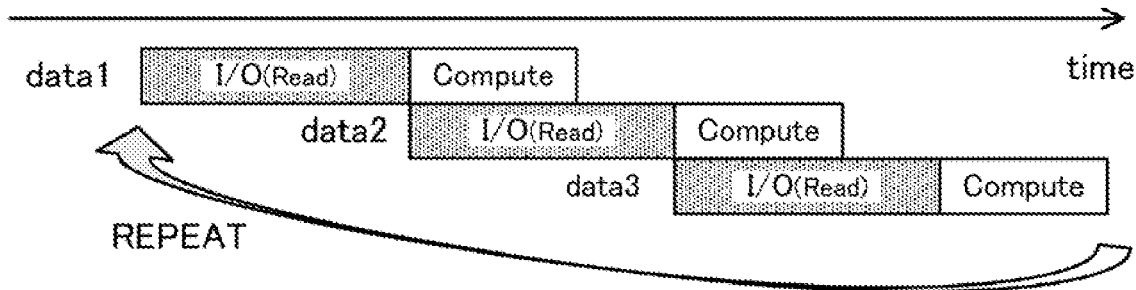 data1 I/O(Read) Compute time
data2 I/O(Read) Compute
data3 I/O(Read) Compute
REPEAT